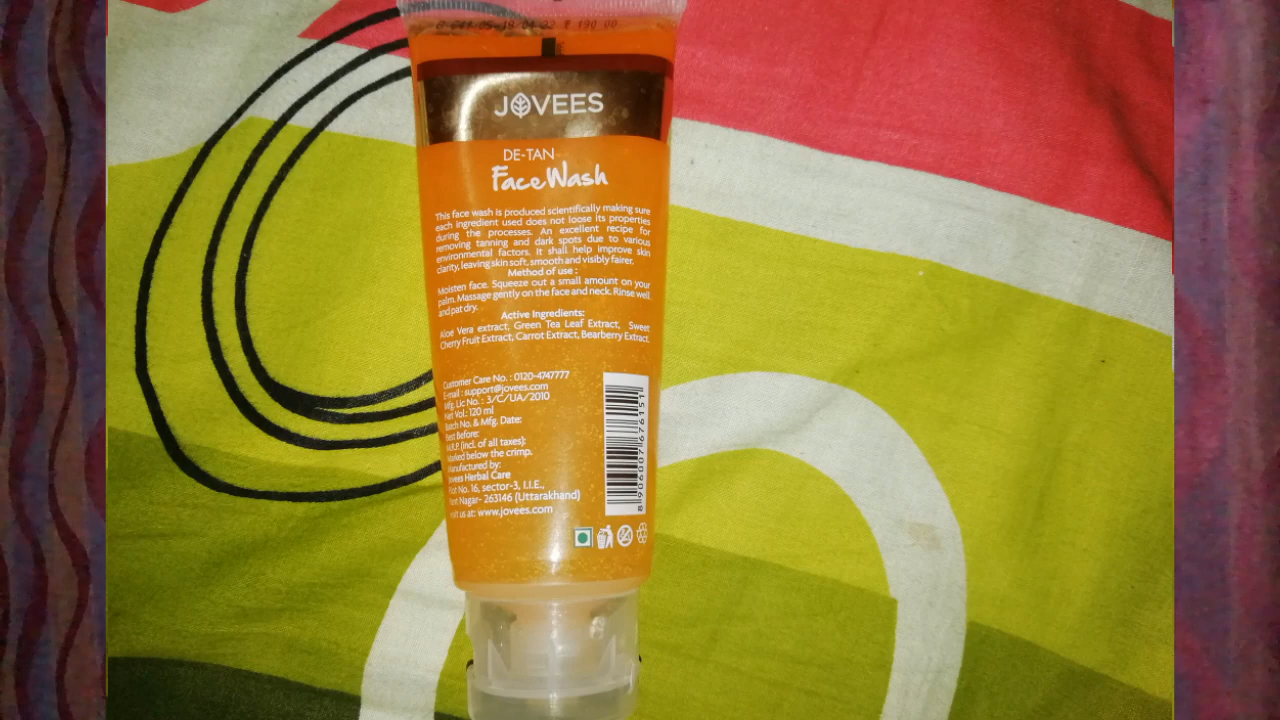 ₹ 190.00
JOVEES
DE-TAN
Face Wash
This face wash is produced scientifically making sure
each ingredient used does not loose its properties
during the processes. An excellent recipe for
removing tanning and dark spots due to various
environmental factors. It shall help improve skin
clarity, leaving skin soft, smooth and visibly fairer.
Method of use :
Moisten face. Squeeze out a small amount on your
palm. Massage gently on the face and neck. Rinse well
and pat dry.
Active Ingredients:
Aloe Vera extract, Green Tea Leaf Extract, Sweet
Cherry Fruit Extract, Carrot Extract, Bearberry Extract.
Customer Care No. : 0120-4747777
E-mail : support@jovees.com
Mfg. Lic No. : 3/C/UA/2010
Net Vol.: 120 ml
Batch No. & Mfg. Date:
Best Before:
M.R.P. (incl. of all taxes):
Marked below the crimp.
Manufactured by:
Jovees Herbal Care
Plot No. 16, sector-3, I.I.E.,
Pant Nagar- 263146 (Uttarakhand)
visit us at: www.jovees.com
8 906007 676151